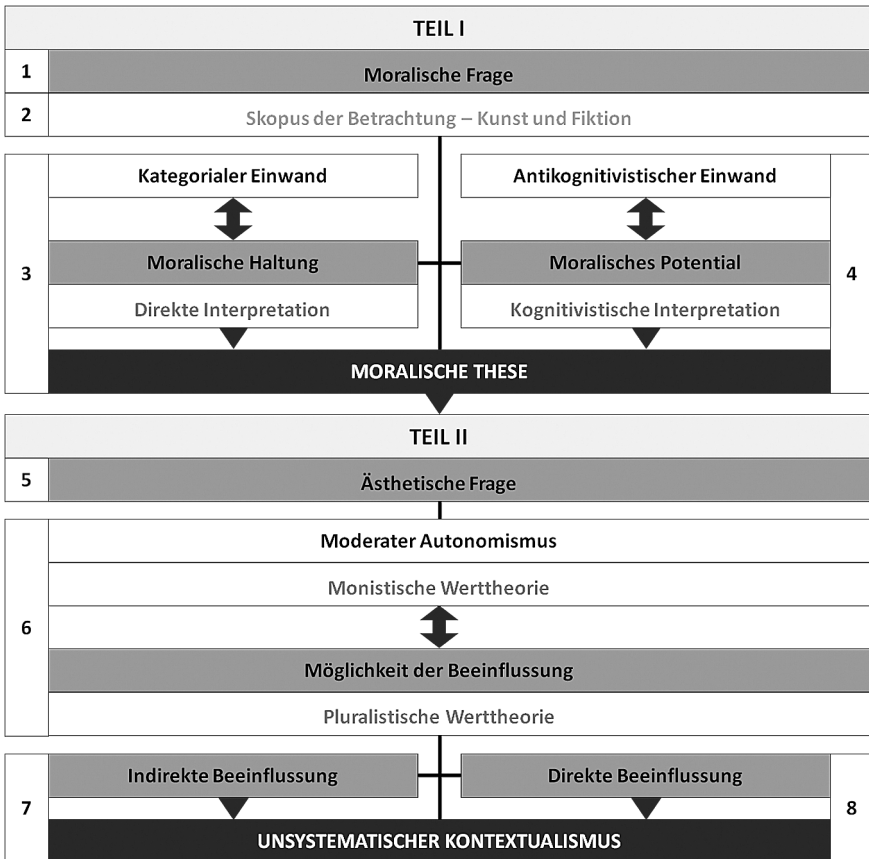 TEIL I
1
Moralische Frage
2
Skopus der Betrachtung – Kunst und Fiktion
3
Kategorialer Einwand
Moralische Haltung
Direkte Interpretation
Antikognitivistischer Einwand
Moralisches Potential
Kognitivistische Interpretation
4
MORALISCHE THESE
TEIL II
5
Ästhetische Frage
6
Moderater Autonomismus
Monistische Werttheorie
Möglichkeit der Beeinflussung
Pluralistische Werttheorie
7
Indirekte Beeinflussung
Direkte Beeinflussung
8
UNSYSTEMATISCHER KONTEXTUALISMUS